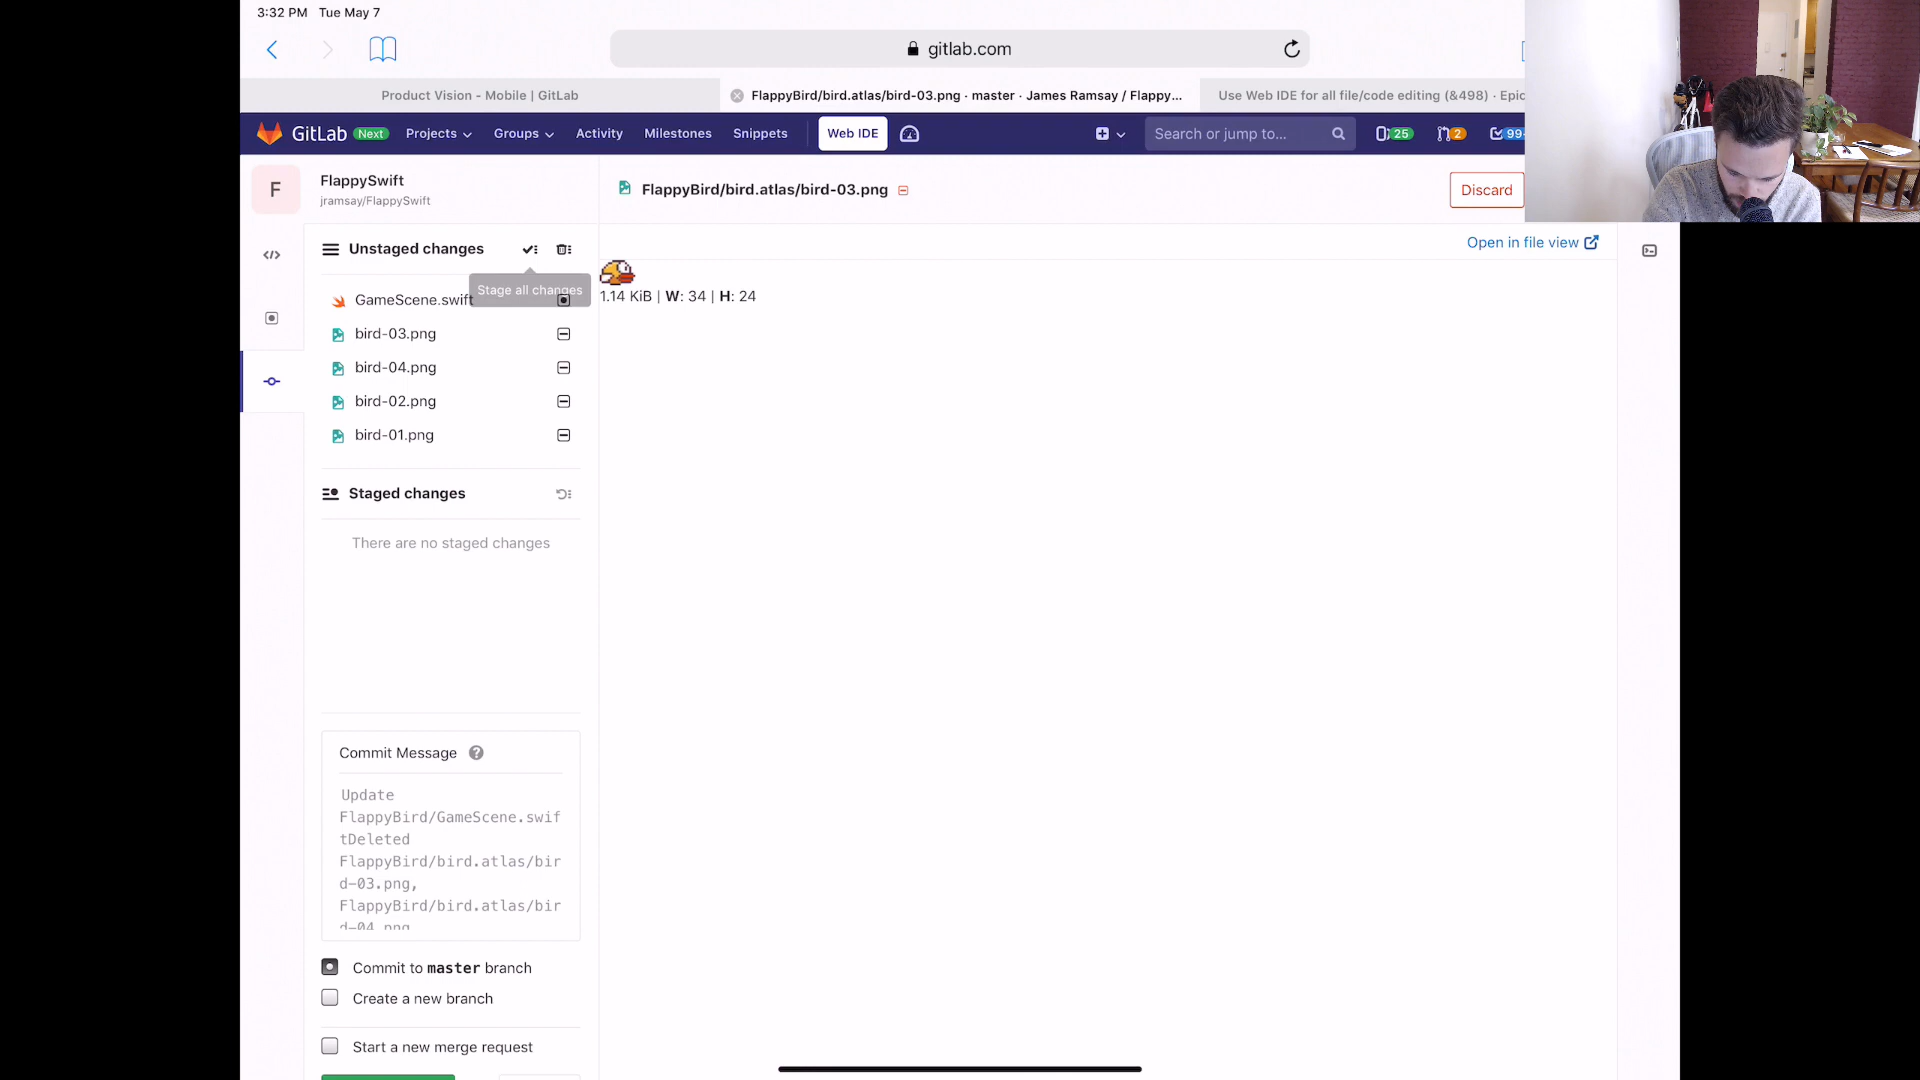 3:32 PM Tue May 7
gitlab.com
Product Vision - Mobile | GitLab
FlappyBird/bird.atlas/bird-03.png · master · James Ramsay / Flappy...
Use Web IDE for all file/code editing (&498) · Epic
GitLab Next Projects Groups Activity Milestones Snippets Web IDE Search or jump to... 25 2 99+
F
FlappySwift
jramsay/FlappySwift
FlappyBird/bird.atlas/bird-03.png
Discard
Unstaged changes
Open in file view
Stage all changes
GameScene.swift
1.14 KiB | W: 34 | H: 24
bird-03.png
bird-04.png
bird-02.png
bird-01.png
Staged changes
There are no staged changes
Commit Message
Update
FlappyBird/GameScene.swif
tDeleted
FlappyBird/bird.atlas/bir
d-03.png,
FlappyBird/bird.atlas/bir
d-04.png
Commit to master branch
Create a new branch
Start a new merge request